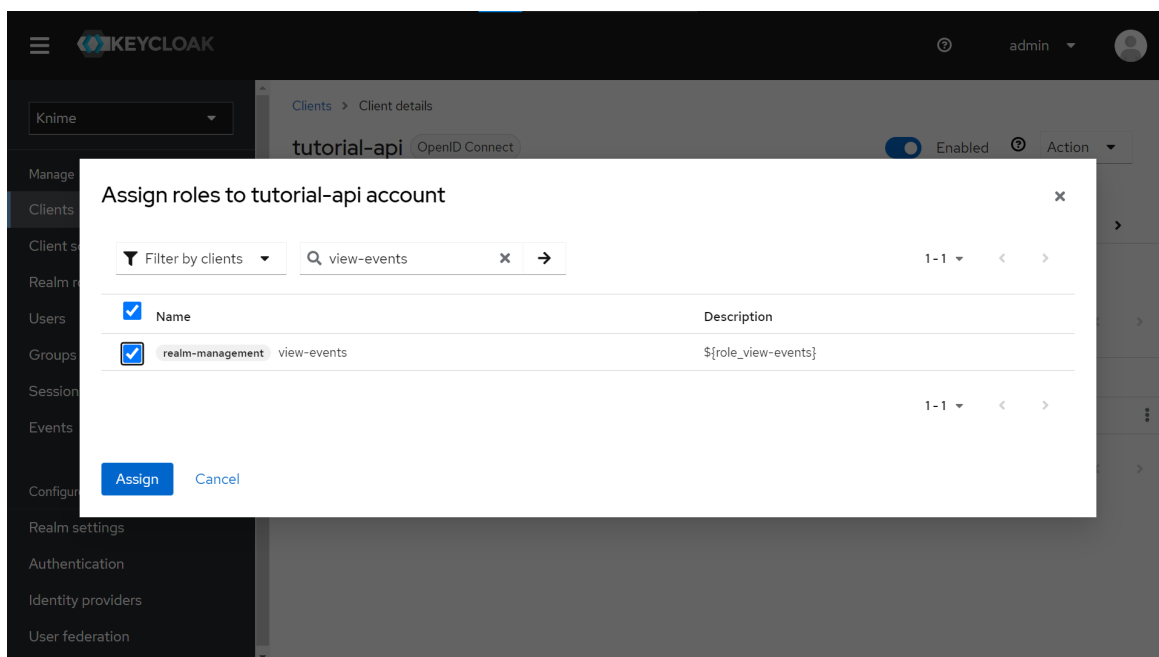 KEYCLOAK
admin
Knime
Clients > Client details
tutorial-api OpenID Connect
Enabled Action
Manage
Clients
Client s
Realm r
Users
Groups
Session
Events
Configur
Realm settings
Authentication
Identity providers
User federation
Assign roles to tutorial-api account
Filter by clients view-events 1 - 1
Name Description
realm-management view-events ${role_view-events}
1 - 1
Assign Cancel